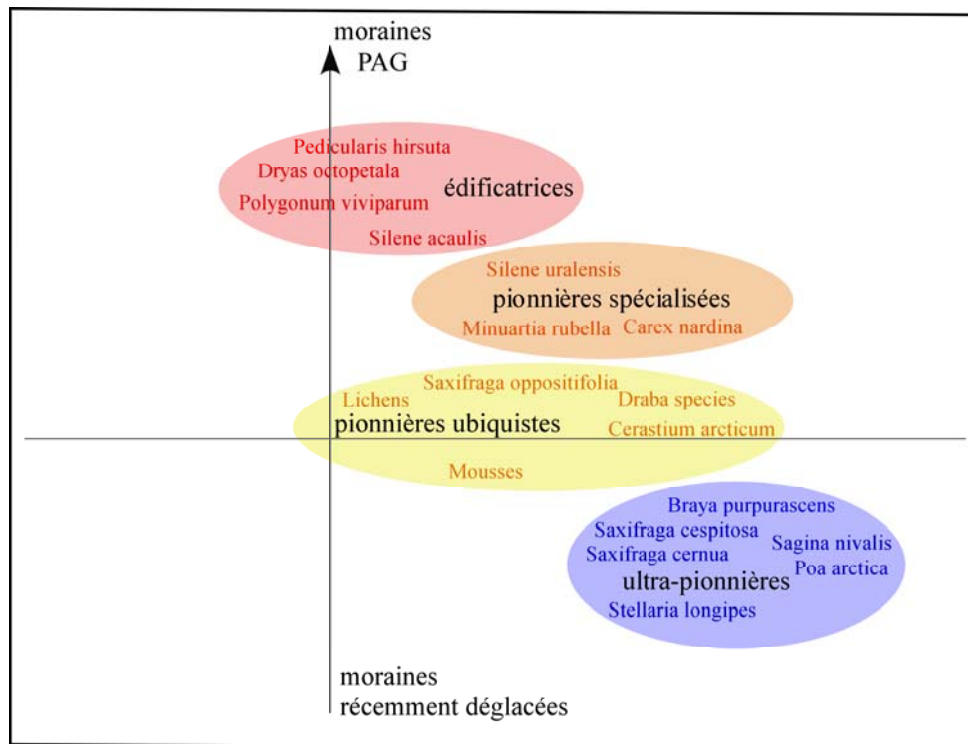 moraines
PAG
Pedicularis hirsuta
Dryas octopetala
édificatrices
Polygonum viviparum
Silene acaulis
Silene uralensis
pionnières spécialisées
Minuartia rubella
Carex nardina
Saxifraga oppositifolia
Lichens
Draba species
pionnières ubiquistes
Cerastium arcticum
Mousses
Braya purpurascens
Saxifraga cespitosa
Sagina nivalis
Saxifraga cernua
Poa arctica
ultra-pionnières
Stellaria longipes
moraines
récemment déglacées